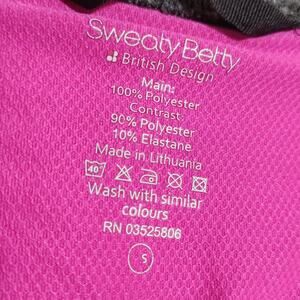 Sweaty Betty
British Design
Main:
100% Polyester
Contrast:
90% Polyester
10% Elastane
Made in Lithuania
40
Wash with similar
colours
RN 03525806
S